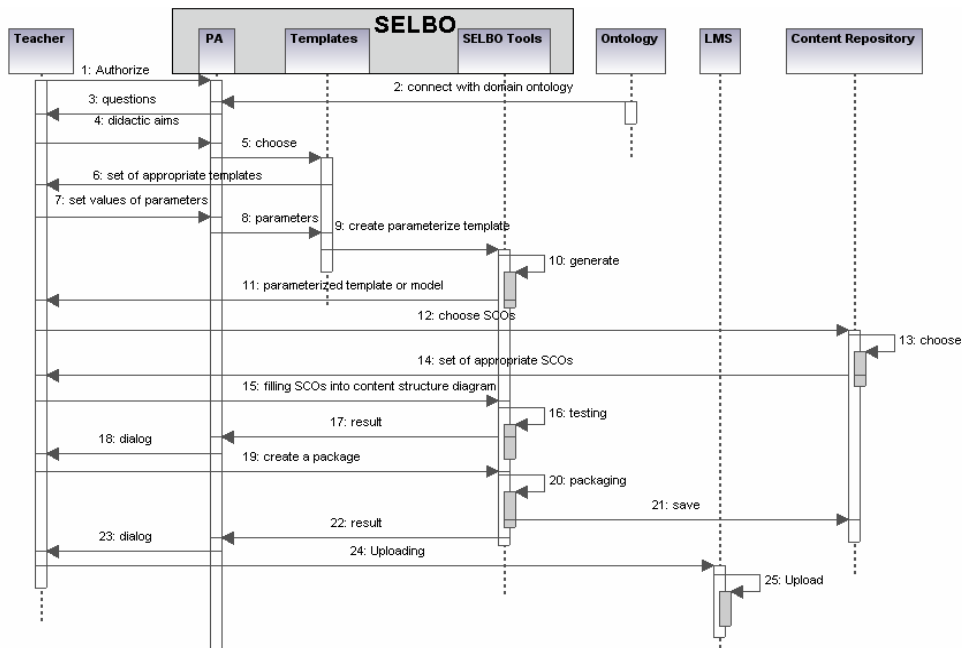 SELBO
Teacher
PA
Templates
SELBO Tools
Ontology
LMS
Content Repository
1: Authorize
2: connect with domain ontology
3: questions
4: didactic aims
5: choose
6: set of appropriate templates
7: set values of parameters
8: parameters
9: create parameterize template
10: generate
11: parameterized template or model
12: choose SCOs
13: choose
14: set of appropriate SCOs
15: filling SCOs into content structure diagram
16: testing
17: result
18: dialog
19: create a package
20: packaging
21: save
22: result
23: dialog
24: Uploading
25: Upload